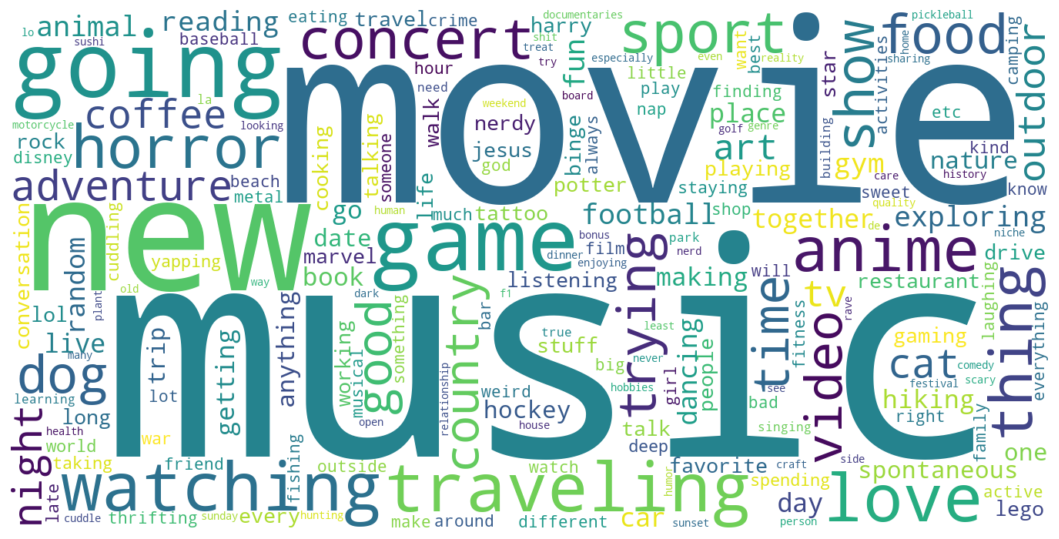 movie
music
going
new
watching
traveling
game
concert
horror
sport
food
show
anime
thing
love
video
adventure
country
trying
good
dog
cat
coffee
night
time
outdoor
art
tv
football
animal
reading
baseball
rock
disney
beach
metal
cooking
talking
someone
walk
hour
need
eating
travel
crime
harry
documentaries
shit
treat
try
fun
especially
weekend
board
nerdy
jesus
god
binge
always
little
play
nap
finding
place
want
best
even
reality
golf
genre
star
building
activities
pickleball
home
sharing
camping
etc
kind
nature
know
history
care
gym
playing
sweet
quality
de
staying
potter
shop
together
exploring
lo
sushi
la
motorcycle
looking
conversation
cuddling
yapping
random
human
life
go
much
tattoo
date
marvel
book
film
bonus
dinner
enjoying
park
nerd
making
will
niche
drive
restaurant
laughing
everything
listening
way
old
plant
lol
live
trip
lot
many
learning
long
health
world
war
taking
late
getting
anything
dark
f1
bar
musical
working
something
open
relationship
true
stuff
least
never
hobbies
big
weird
hockey
house
girl
dancing
people
see
bad
fitness
rave
gaming
comedy
scary
festival
hiking
right
family
one
talk
deep
singing
side
friend
fishing
outside
watch
favorite
craft
spending
spontaneous
humor
cuddle
thrifting
sunday
every
hunting
make
around
different
car
sunset
day
person
active
lego